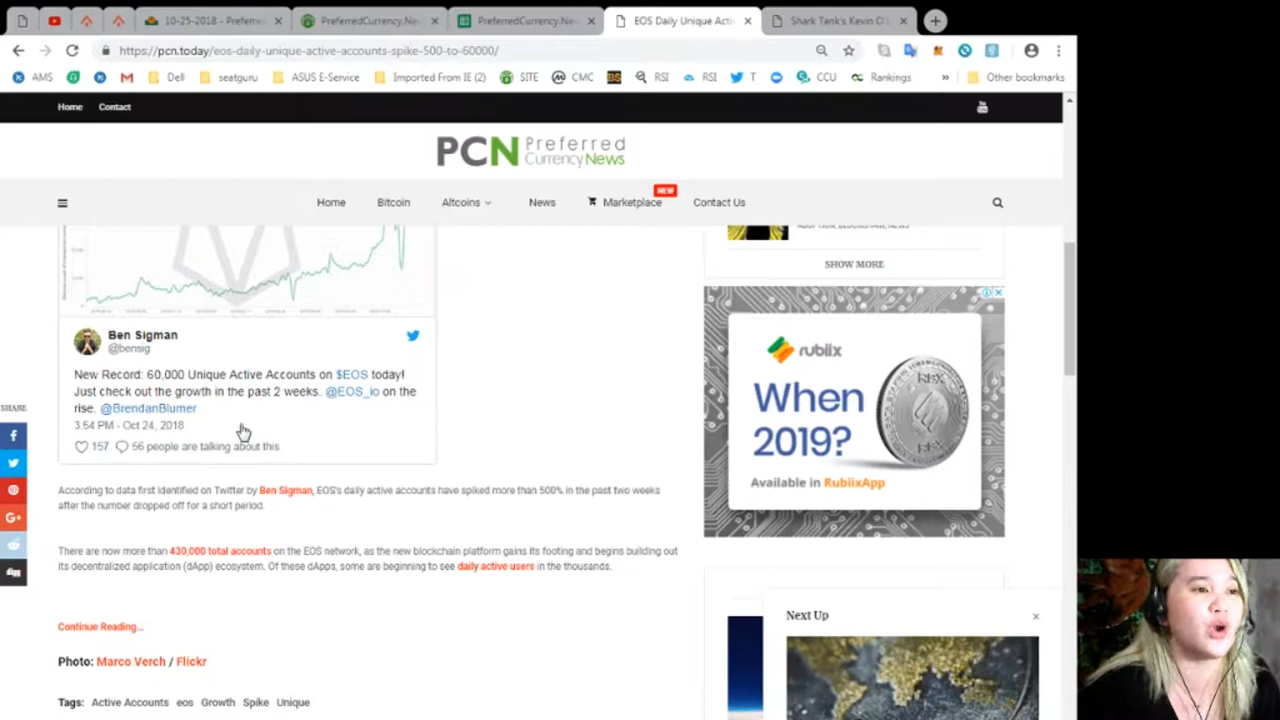 10-25-2018 - Preferred
PreferredCurrency.Ne
PreferredCurrency.Ne
EOS Daily Unique Acti
Shark Tank's Kevin O'L
https://pcn.today/eos-daily-unique-active-accounts-spike-500-to-60000/
AMS
Dell
seatguru
ASUS E-Service
Imported From IE (2)
SITE
CMC
BS
RSI
RSI
T
CCU
Rankings
»
Other bookmarks
Home
Contact
You Tube
PCN Preferred
CurrencyNews
NEW
Home
Bitcoin
Altcoins
News
Marketplace
Contact Us
SHOW MORE
Ben Sigman
@bensig
New Record: 60,000 Unique Active Accounts on $EOS today!
Just check out the growth in the past 2 weeks. @EOS_io on the
rise. @BrendanBlumer
3:54 PM - Oct 24, 2018
157
56 people are talking about this
SHARE
According to data first identified on Twitter by Ben Sigman, EOS's daily active accounts have spiked more than 500% in the past two weeks
after the number dropped off for a short period.
There are now more than 430,000 total accounts on the EOS network, as the new blockchain platform gains its footing and begins building out
its decentralized application (dApp) ecosystem. Of these dApps, some are beginning to see daily active users in the thousands.
Continue Reading...
Photo: Marco Verch / Flickr
Tags: Active Accounts eos Growth Spike Unique
rubiix
When
2019?
RBX
RBX
Available in RubiixApp
Next Up